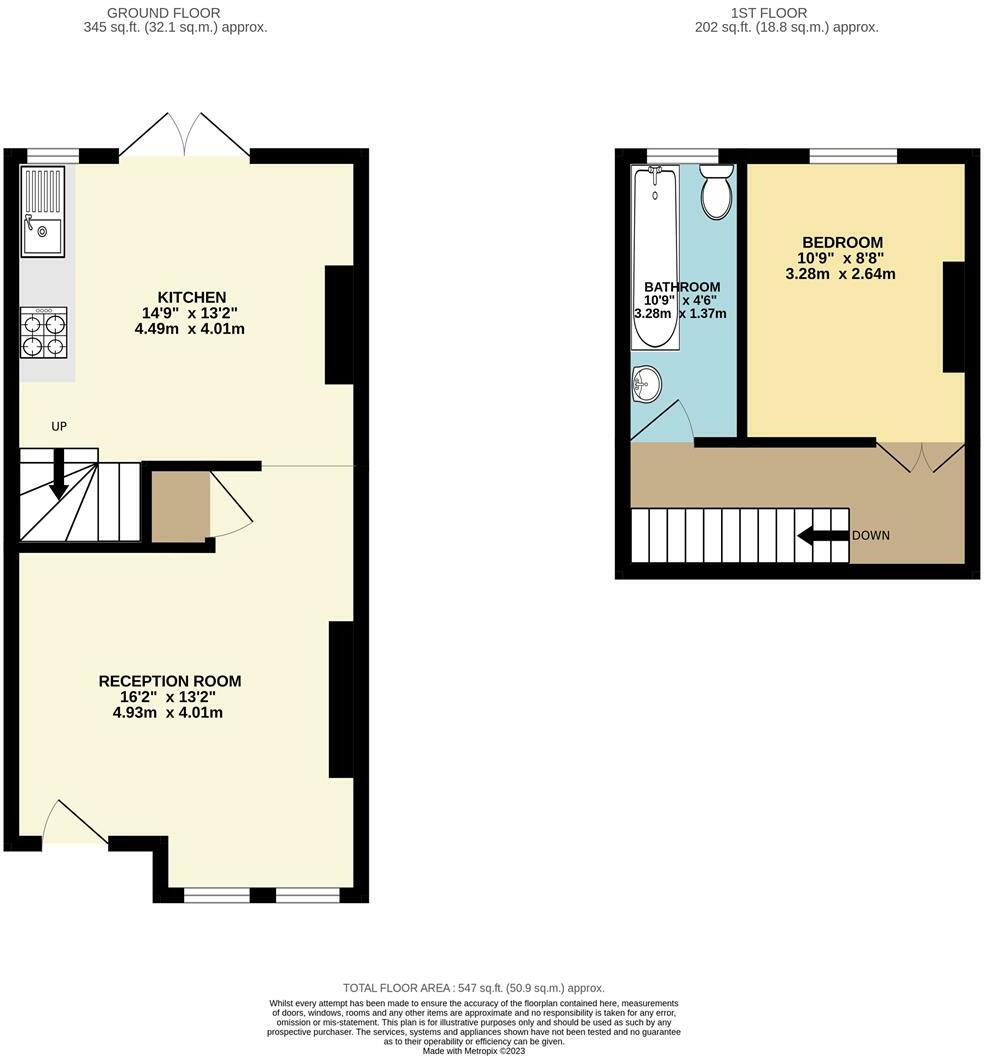 GROUND FLOOR
345 sq.ft. (32.1 sq.m.) approx.
1ST FLOOR
202 sq.ft. (18.8 sq.m.) approx.
KITCHEN
14'9" x 13'2"
4.49m x 4.01m
UP
RECEPTION ROOM
16'2" x 13'2"
4.93m x 4.01m
BATHROOM
10'9" x 4'6"
3.28m x 1.37m
BEDROOM
10'9" x 8'8"
3.28m x 2.64m
DOWN
TOTAL FLOOR AREA : 547 sq.ft. (50.9 sq.m.) approx.
Whilst every attempt has been made to ensure the accuracy of the floorplan contained here, measurements
of doors, windows, rooms and any other items are approximate and no responsibility is taken for any error,
omission or mis-statement. This plan is for illustrative purposes only and should be used as such by any
prospective purchaser. The services, systems and appliances shown have not been tested and no guarantee
as to their operability or efficiency can be given.
Made with Metropix ©2023